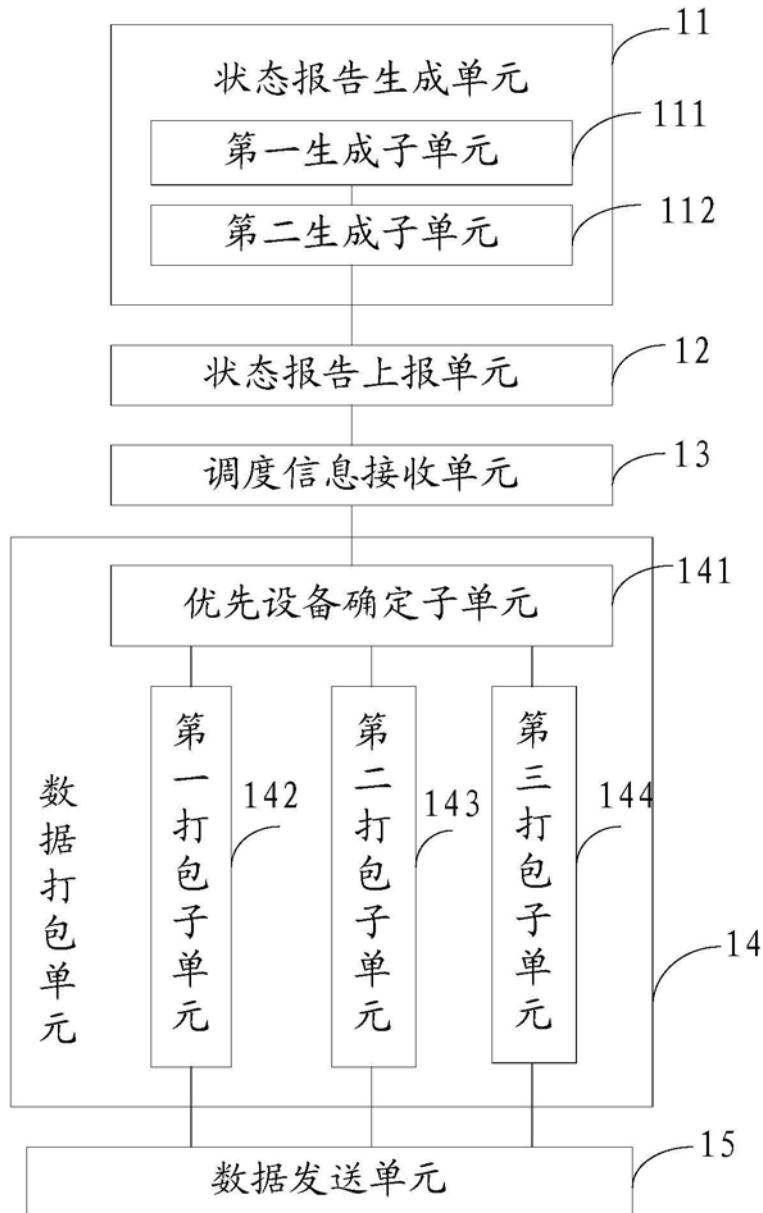 11
状态报告生成单元
111
第一生成子单元
112
第二生成子单元
12
状态报告上报单元
13
调度信息接收单元
141
优先设备确定子单元
数据打包单元
第一打包子单元
142
第二打包子单元
143
第三打包子单元
144
14
15
数据发送单元